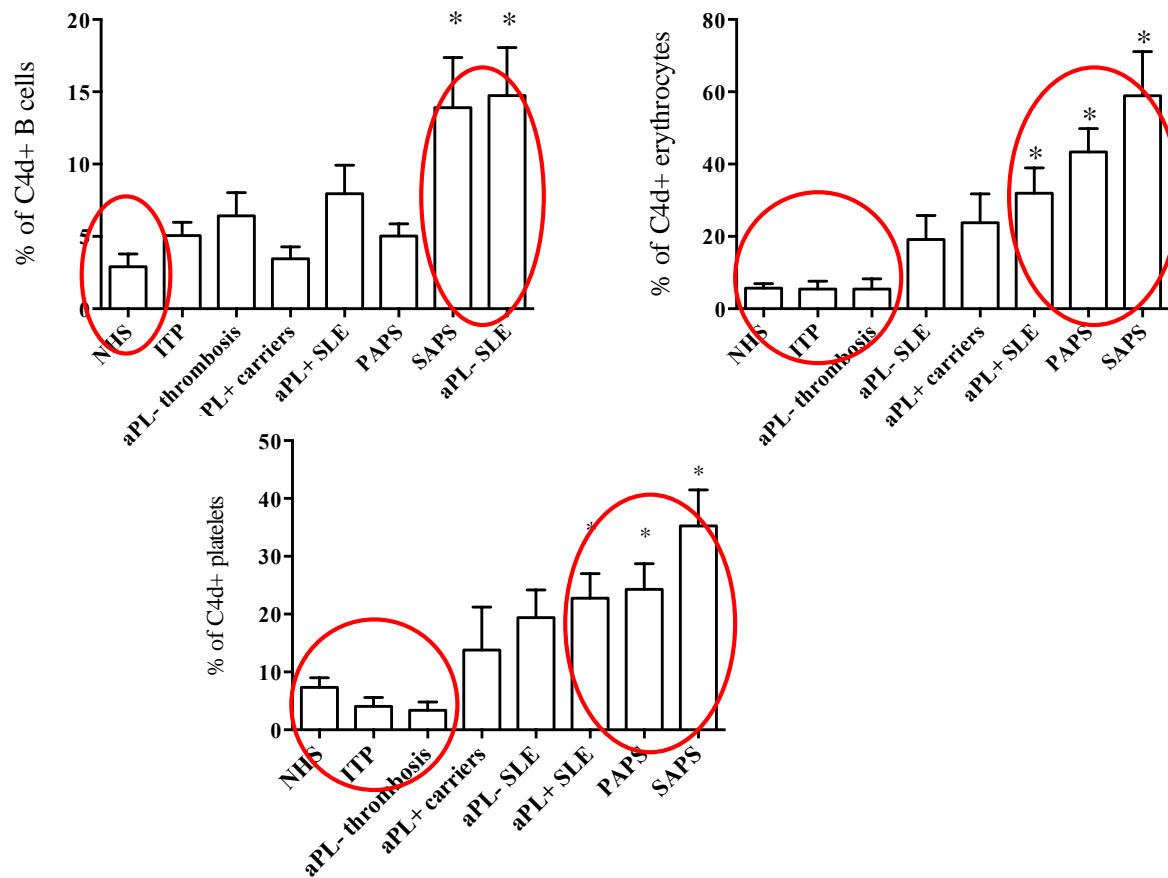 % of C4d+ B cells
20
15
10
5
0
*
*
NHS
ITP
aPL- thrombosis
PL+ carriers
aPL+ SLE
PAPS
SAPS
aPL- SLE
% of C4d+ erythrocytes
80
60
40
20
0
*
*
*
NHS
ITP
aPL- thrombosis
aPL- SLE
aPL+ carriers
aPL+ SLE
PAPS
SAPS
% of C4d+ platelets
50
40
30
20
10
0
*
*
*
NHS
ITP
aPL- thrombosis
aPL+ carriers
aPL- SLE
aPL+ SLE
PAPS
SAPS